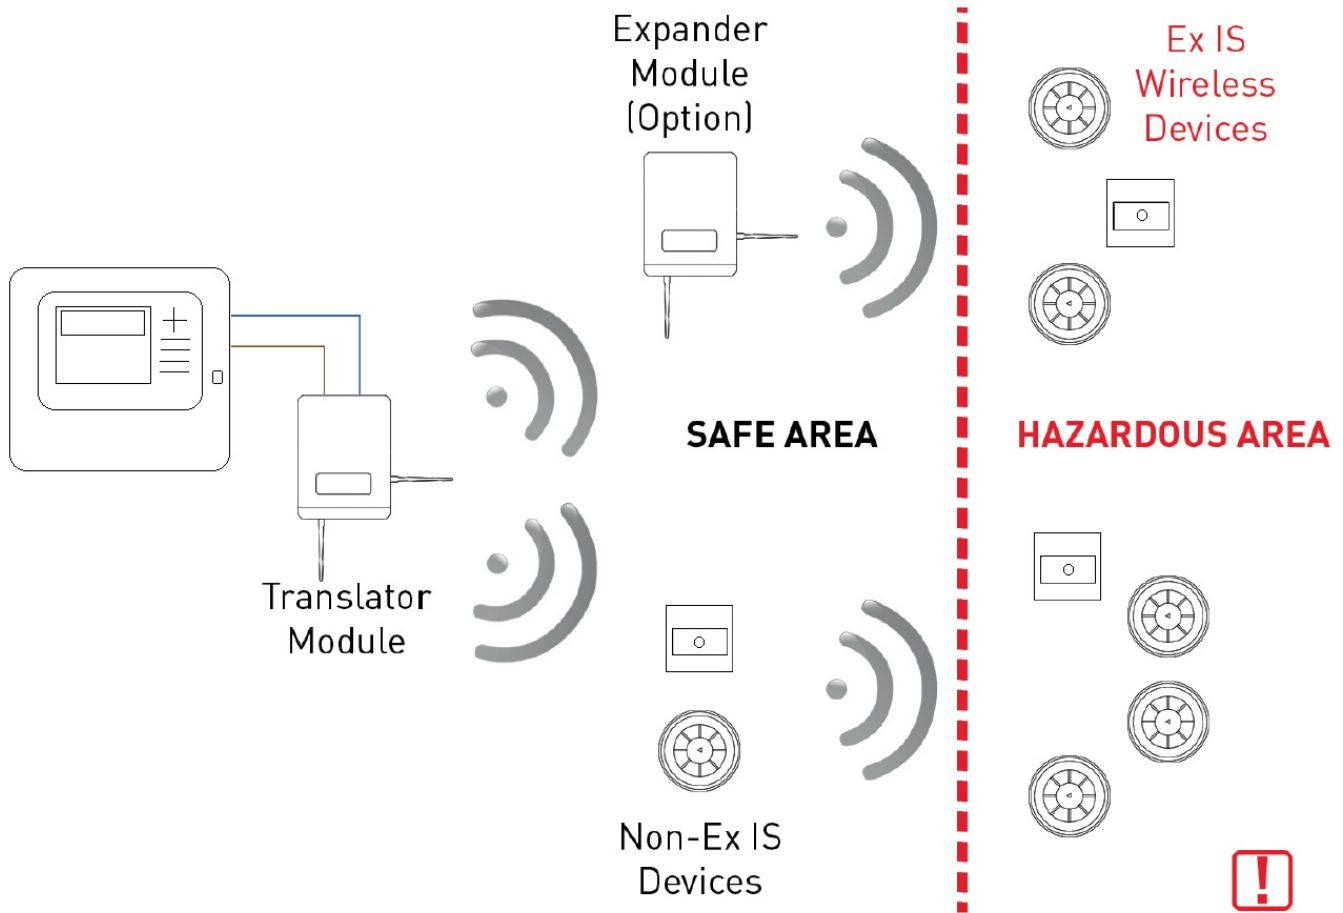 Expander
Module
(Option)
Ex IS
Wireless
Devices
SAFE AREA
HAZARDOUS AREA
Translator
Module
Non-Ex IS
Devices
!